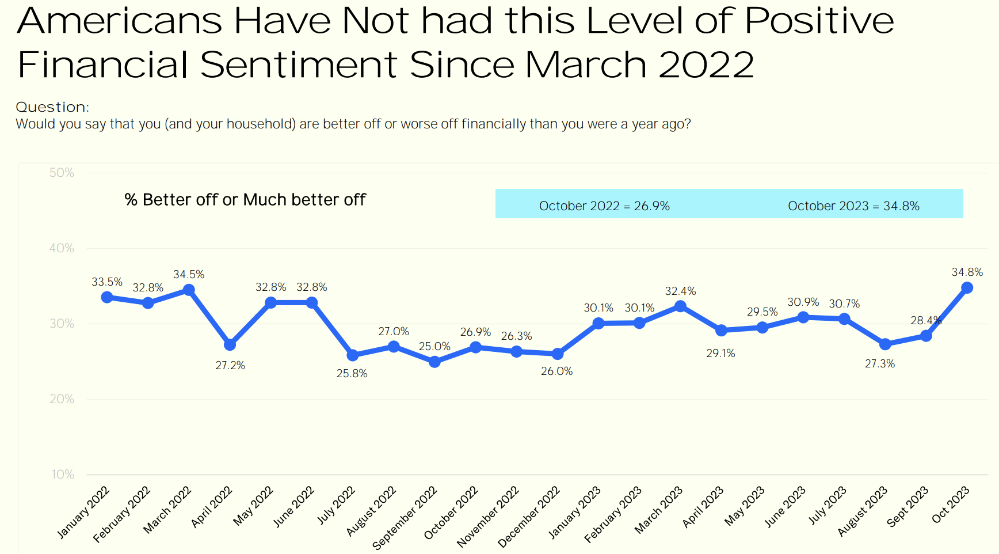 Americans Have Not had this Level of Positive
Financial Sentiment Since March 2022
Question:
Would you say that you (and your household) are better off or worse off financially than you were a year ago?
50%
% Better off or Much better off
October 2022 = 26.9% October 2023 = 34.8%
40%
33.5% 32.8% 34.5% 27.2% 32.8% 32.8% 25.8% 27.0% 25.0% 26.9% 26.3% 26.0% 30.1% 30.1% 32.4% 29.1% 29.5% 30.9% 30.7% 27.3% 28.4% 34.8%
30%
20%
10%
January 2022
February 2022
March 2022
April 2022
May 2022
June 2022
July 2022
August 2022
September 2022
October 2022
November 2022
December 2022
January 2023
February 2023
March 2023
April 2023
May 2023
June 2023
July 2023
August 2023
Sept 2023
Oct 2023